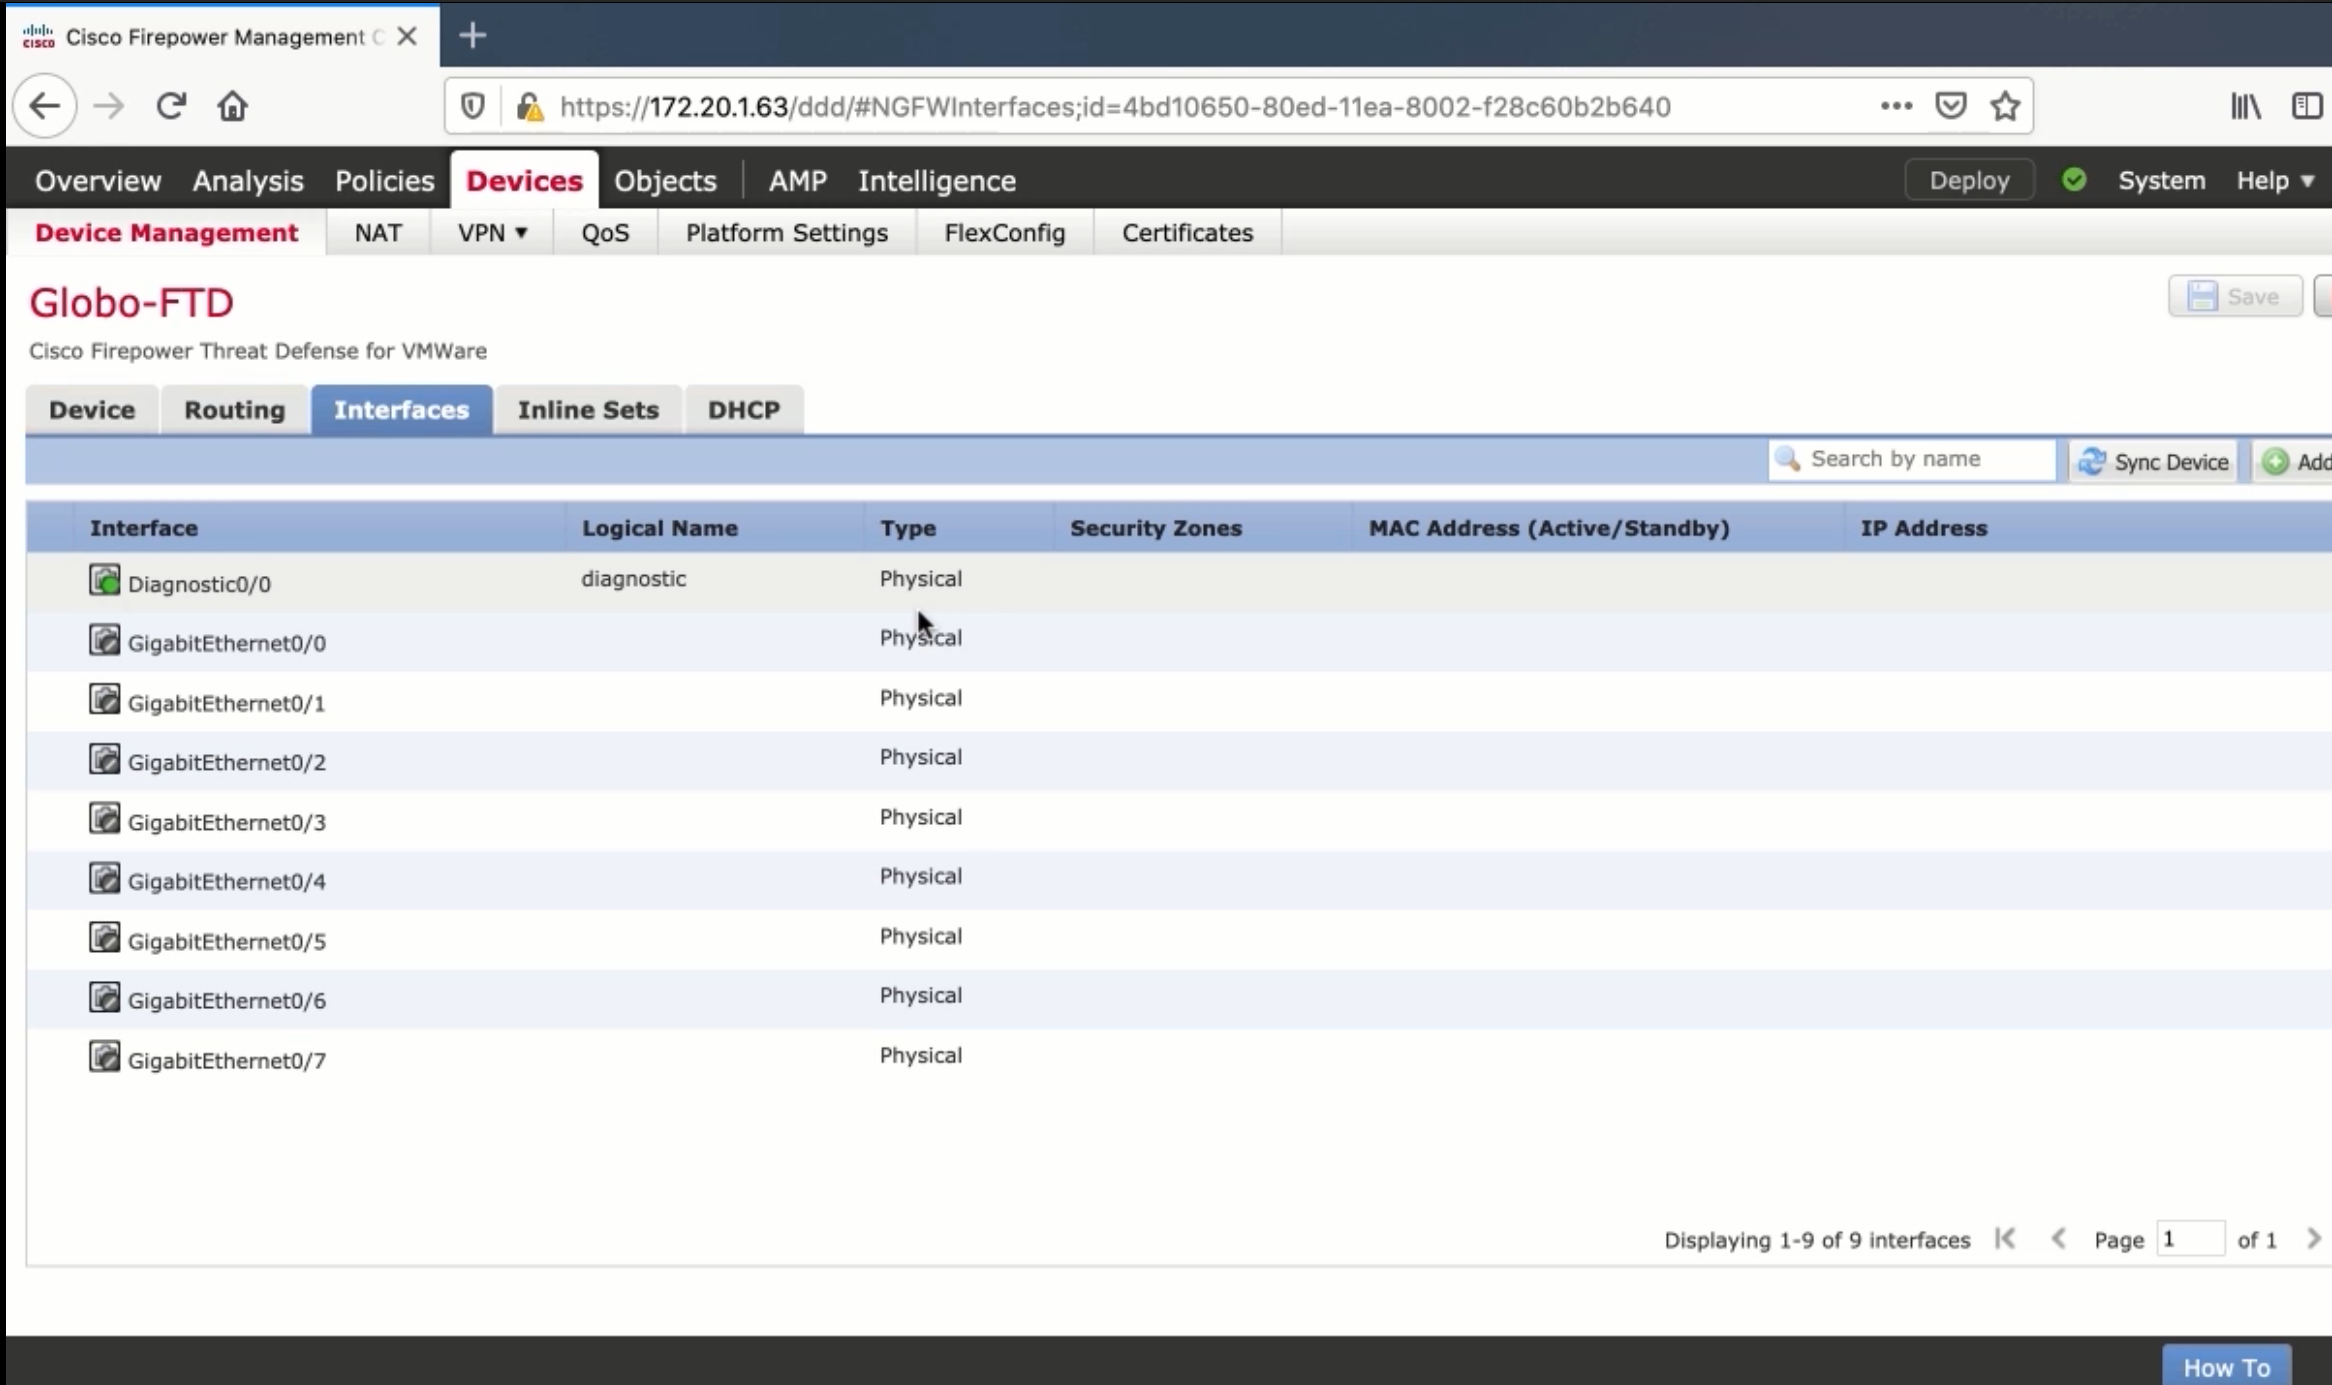 cisco Cisco Firepower Management C
https://172.20.1.63/ddd/#NGFWInterfaces;id=4bd10650-80ed-11ea-8002-f28c60b2b640
Overview Analysis Policies Devices Objects AMP Intelligence Deploy System Help
Device Management NAT VPN QoS Platform Settings FlexConfig Certificates
Globo-FTD Save
Cisco Firepower Threat Defense for VMWare
Device Routing Interfaces Inline Sets DHCP
Search by name Sync Device Add
Interface Logical Name Type Security Zones MAC Address (Active/Standby) IP Address
Diagnostic0/0 diagnostic Physical
GigabitEthernet0/0 Physical
GigabitEthernet0/1 Physical
GigabitEthernet0/2 Physical
GigabitEthernet0/3 Physical
GigabitEthernet0/4 Physical
GigabitEthernet0/5 Physical
GigabitEthernet0/6 Physical
GigabitEthernet0/7 Physical
Displaying 1-9 of 9 interfaces Page 1 of 1
How To